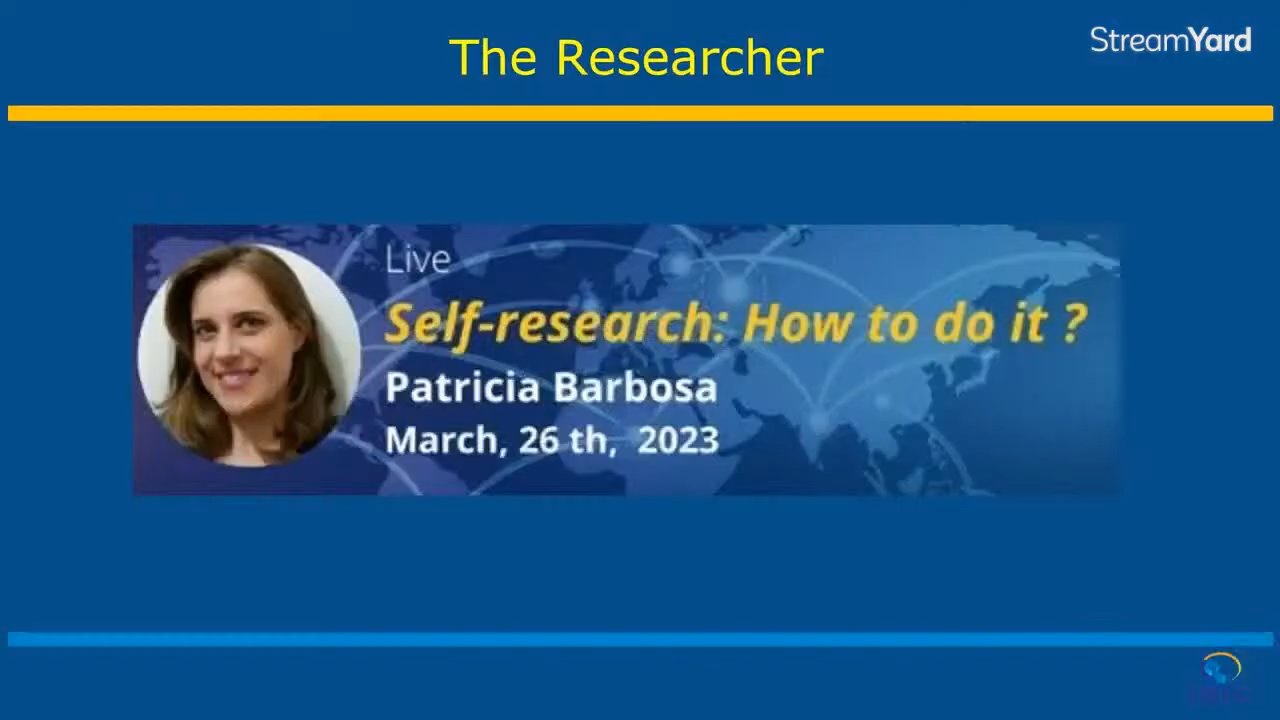 The Researcher
StreamYard
Live
Self-research: How to do it ?
Patricia Barbosa
March, 26 th, 2023